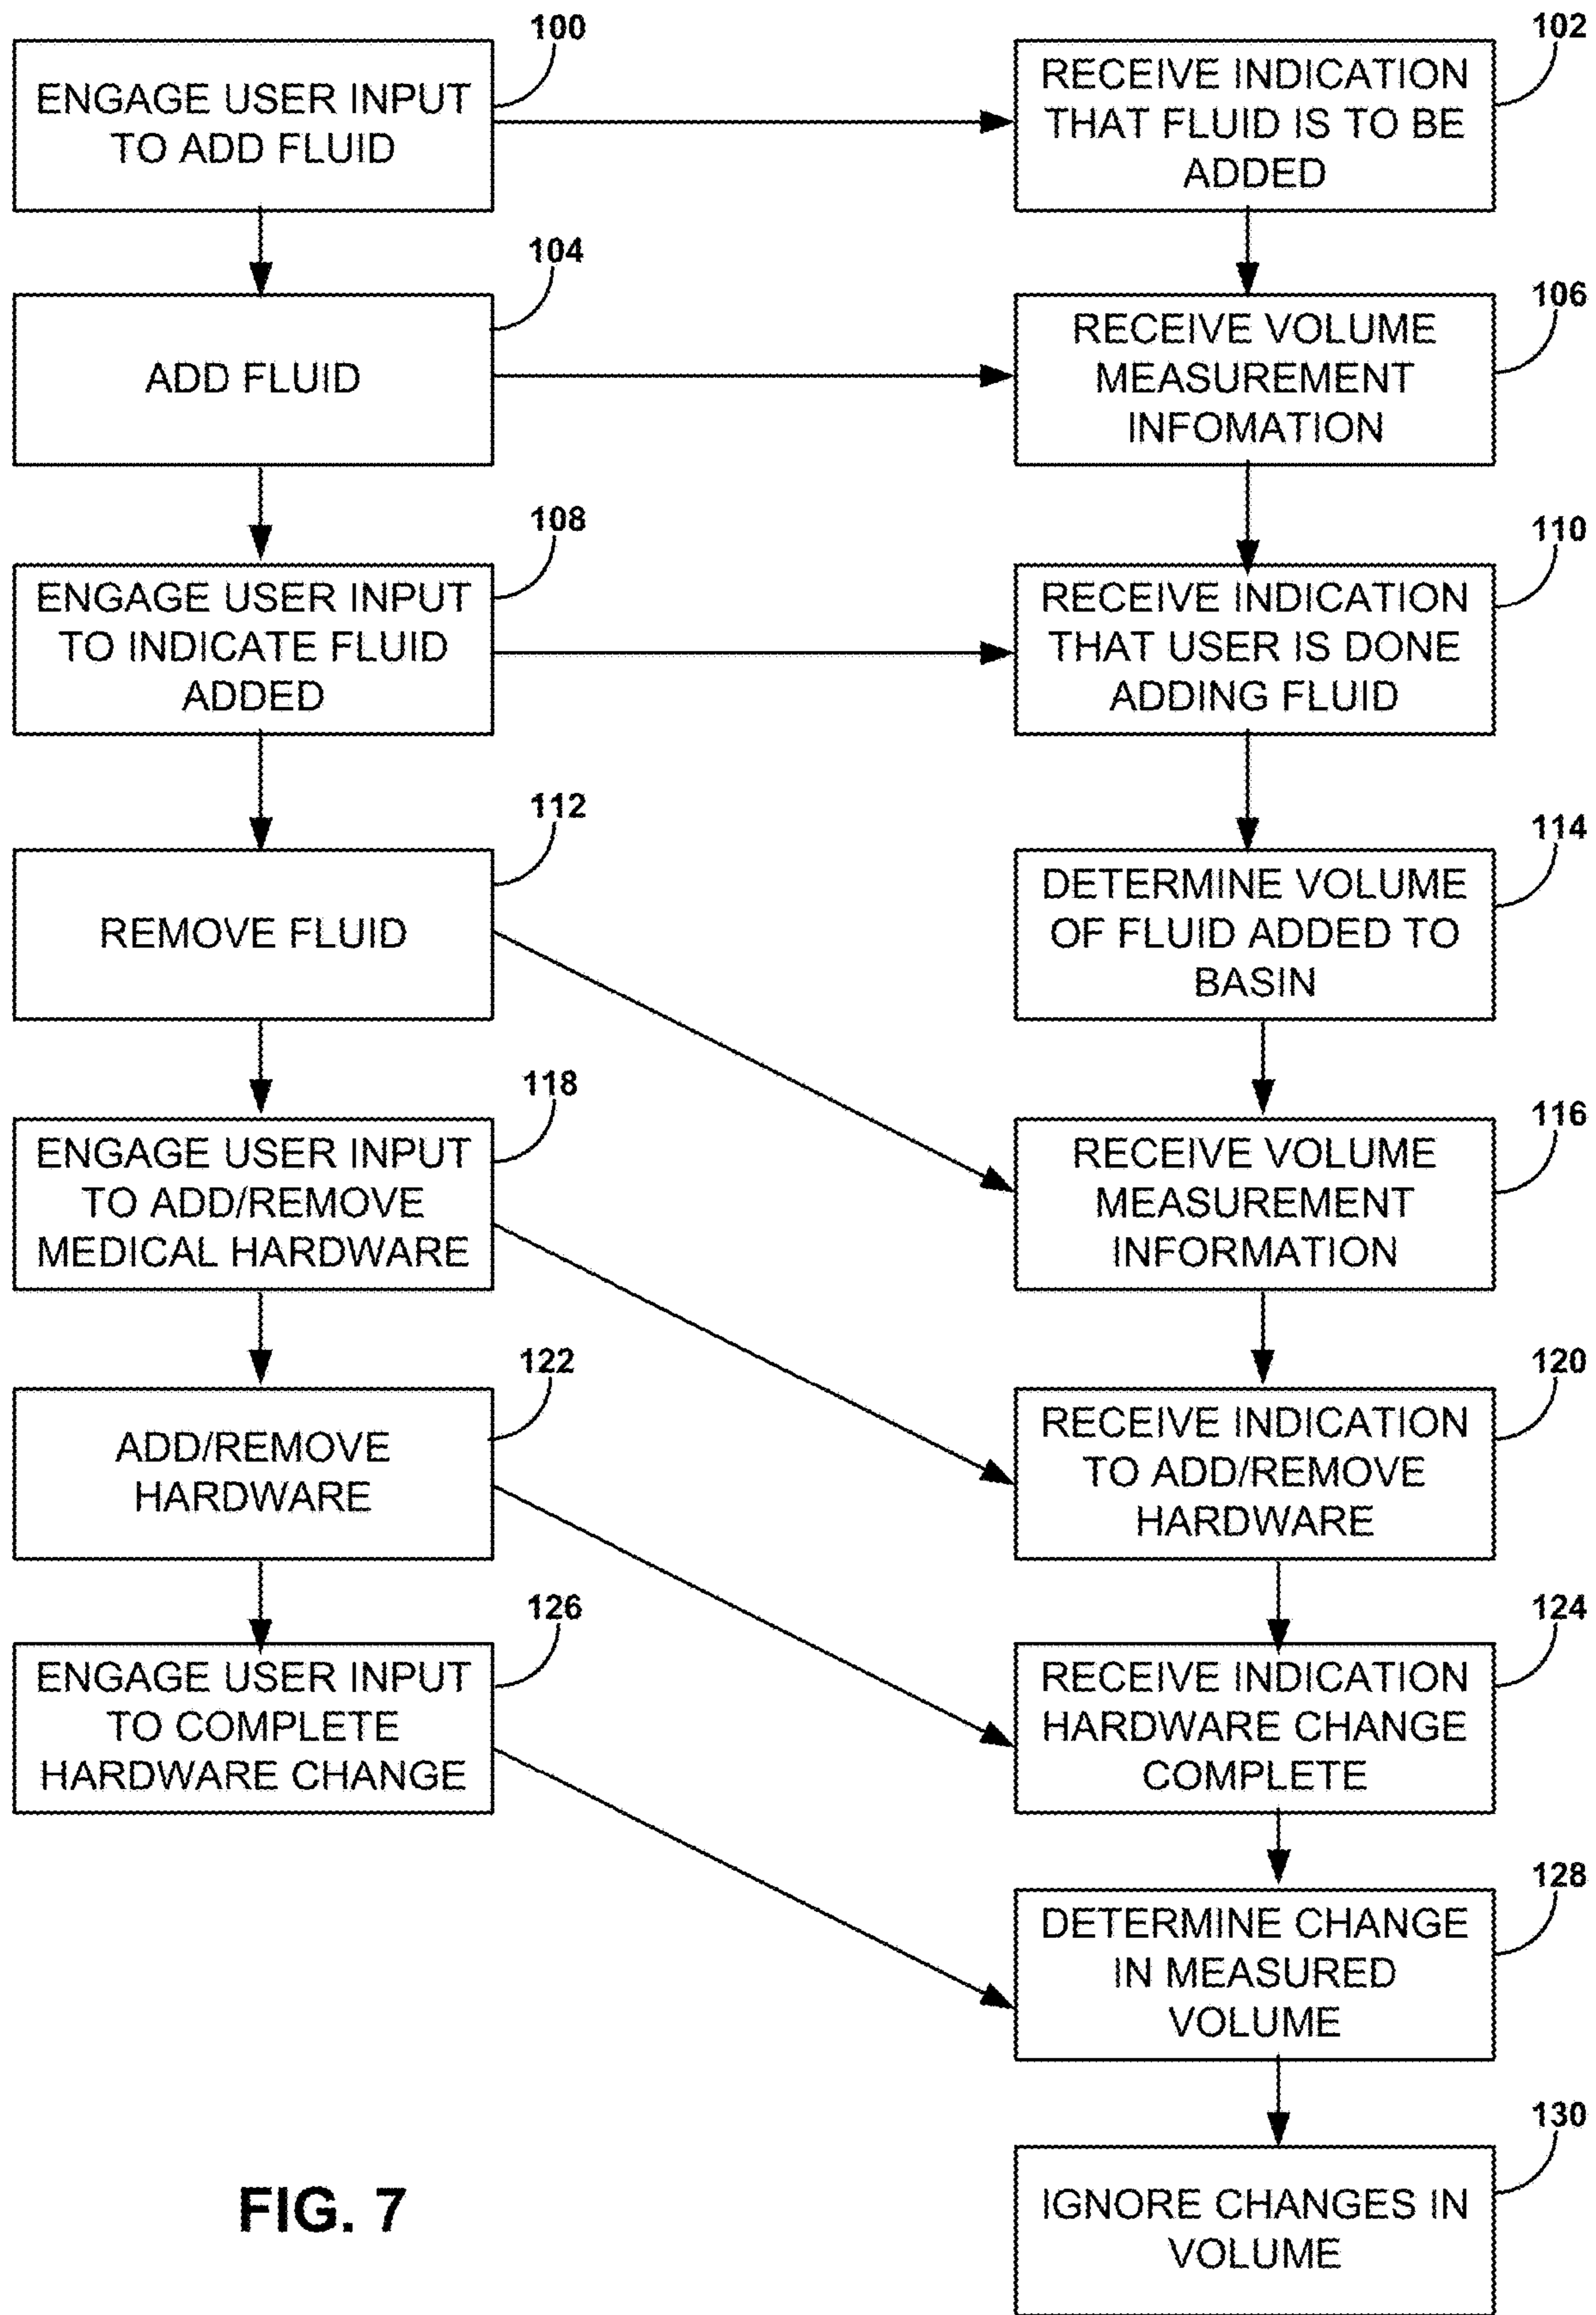 100
ENGAGE USER INPUT
TO ADD FLUID
102
RECEIVE INDICATION
THAT FLUID IS TO BE
ADDED
104
ADD FLUID
106
RECEIVE VOLUME
MEASUREMENT
INFOMATION
108
ENGAGE USER INPUT
TO INDICATE FLUID
ADDED
110
RECEIVE INDICATION
THAT USER IS DONE
ADDING FLUID
112
REMOVE FLUID
114
DETERMINE VOLUME
OF FLUID ADDED TO
BASIN
118
ENGAGE USER INPUT
TO ADD/REMOVE
MEDICAL HARDWARE
116
RECEIVE VOLUME
MEASUREMENT
INFORMATION
122
ADD/REMOVE
HARDWARE
120
RECEIVE INDICATION
TO ADD/REMOVE
HARDWARE
126
ENGAGE USER INPUT
TO COMPLETE
HARDWARE CHANGE
124
RECEIVE INDICATION
HARDWARE CHANGE
COMPLETE
128
DETERMINE CHANGE
IN MEASURED
VOLUME
130
IGNORE CHANGES IN
VOLUME
FIG. 7